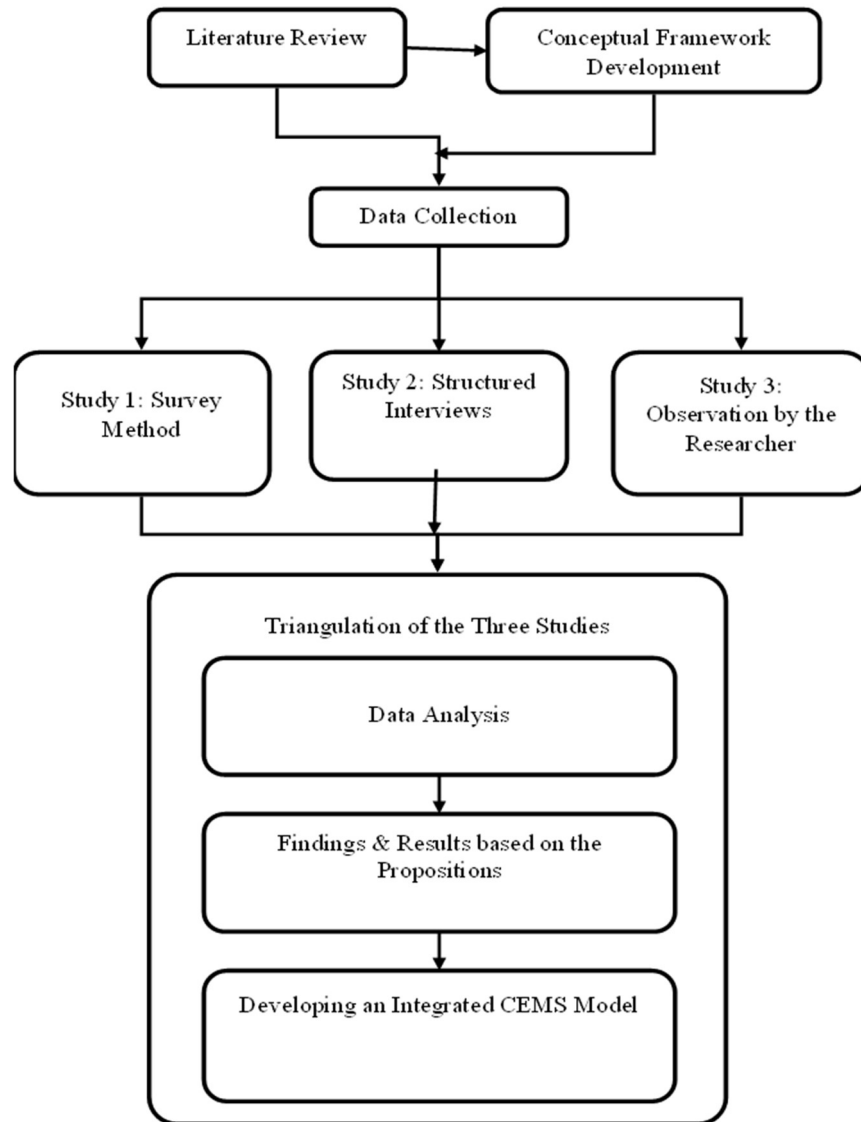 Literature Review
Conceptual Framework
Development
Data Collection
Study 1: Survey
Method
Study 2: Structured
Interviews
Study 3:
Observation by the
Researcher
Triangulation of the Three Studies
Data Analysis
Findings & Results based on the
Propositions
Developing an Integrated CEMS Model